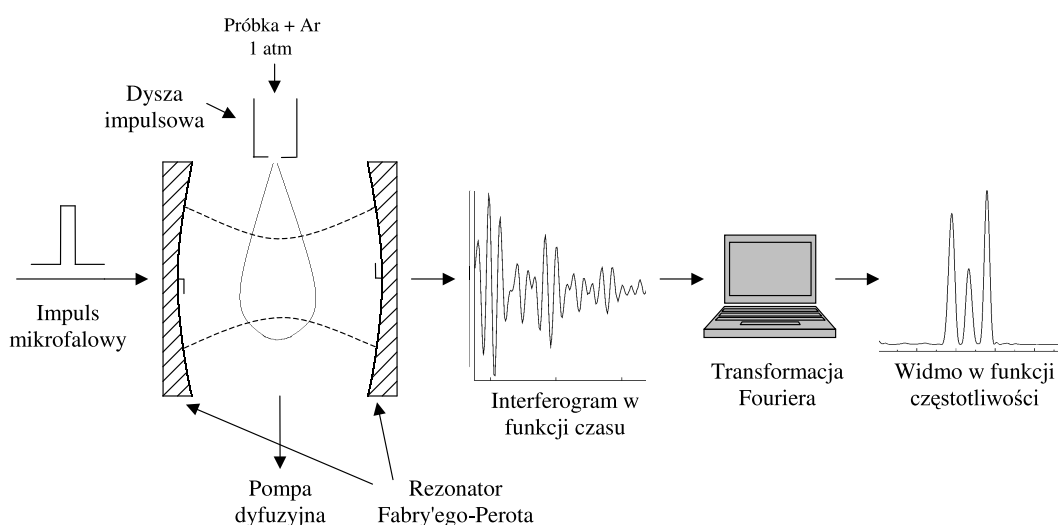 Próbka + Ar
1 atm
Dysza
impulsowa
Impuls
mikrofalowy
Interferogram w
funkcji czasu
Transformacja
Fouriera
Widmo w funkcji
częstotliwości
Pompa
dyfuzyjna
Rezonator
Fabry'ego-Perota